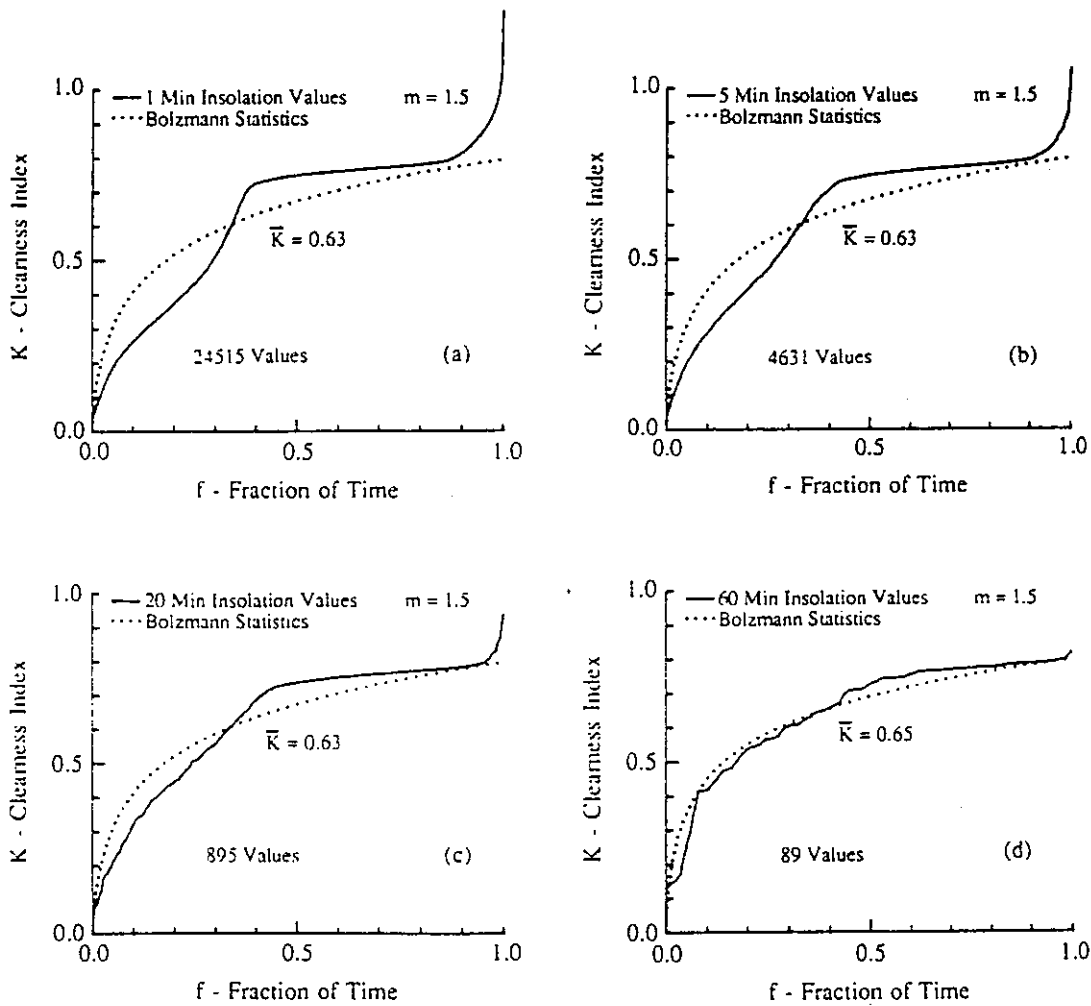 1.0
1 Min Insolation Values m = 1.5
Bolzmann Statistics
K - Clearness Index
0.5
K̅ = 0.63
24515 Values (a)
0.0
0.0 0.5 1.0
f - Fraction of Time
1.0
5 Min Insolation Values m = 1.5
Bolzmann Statistics
K - Clearness Index
0.5
K̅ = 0.63
4631 Values (b)
0.0
0.0 0.5 1.0
f - Fraction of Time
1.0
20 Min Insolation Values m = 1.5
Bolzmann Statistics
K - Clearness Index
0.5
K̅ = 0.63
895 Values (c)
0.0
0.0 0.5 1.0
f - Fraction of Time
1.0
60 Min Insolation Values m = 1.5
Bolzmann Statistics
K - Clearness Index
0.5
K̅ = 0.65
89 Values (d)
0.0
0.0 0.5 1.0
f - Fraction of Time